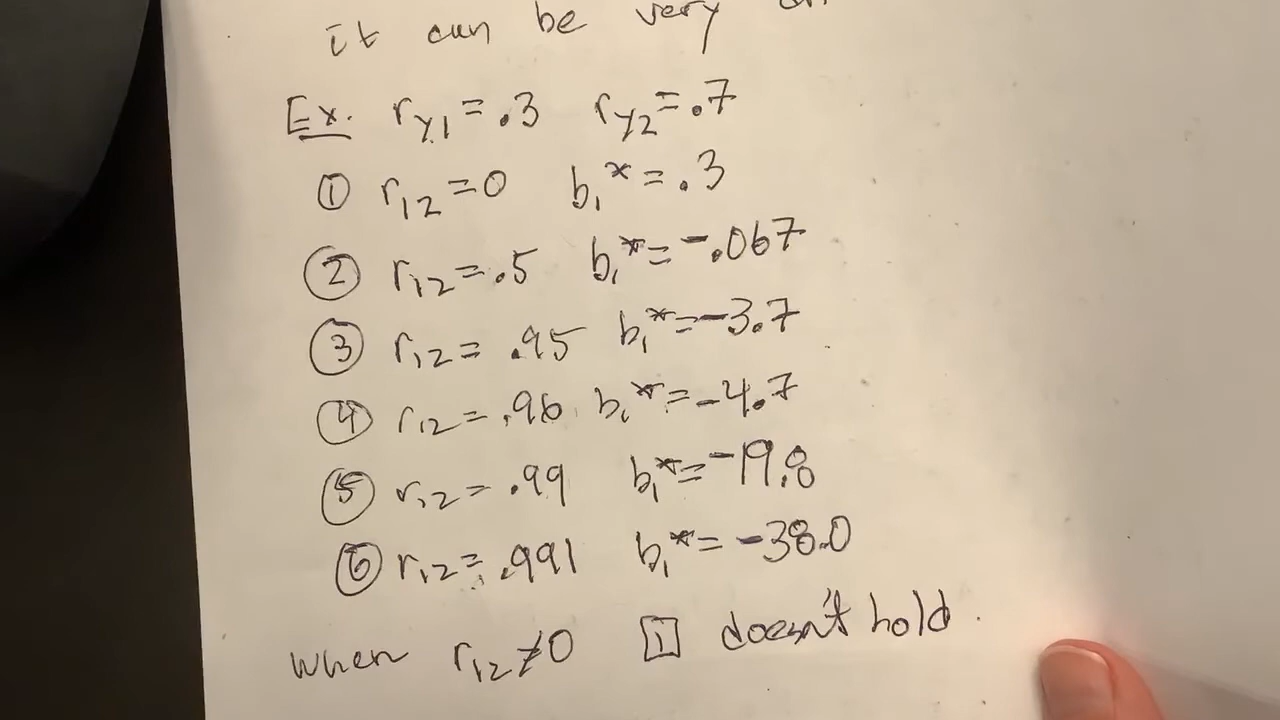 it can be very
Ex. rY1 = .3 rY2 = .7
① r12 = 0 b1* = .3
② r12 = .5 b1* = -.067
③ r12 = .95 b1* = -3.7
④ r12 = .96 b1* = -4.7
⑤ r12 = .99 b1* = -19.8
⑥ r12 = .991 b1* = -38.0
when r12 ≠ 0 [1] doesn't hold.